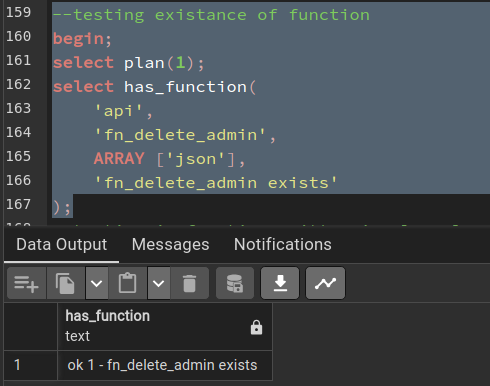 159 --testing existance of function
160 begin;
161 select plan(1);
162 select has_function(
163     'api',
164     'fn_delete_admin',
165     ARRAY ['json'],
166     'fn_delete_admin exists'
167 );
Data Output Messages Notifications
has_function
text
1 ok 1 - fn_delete_admin exists